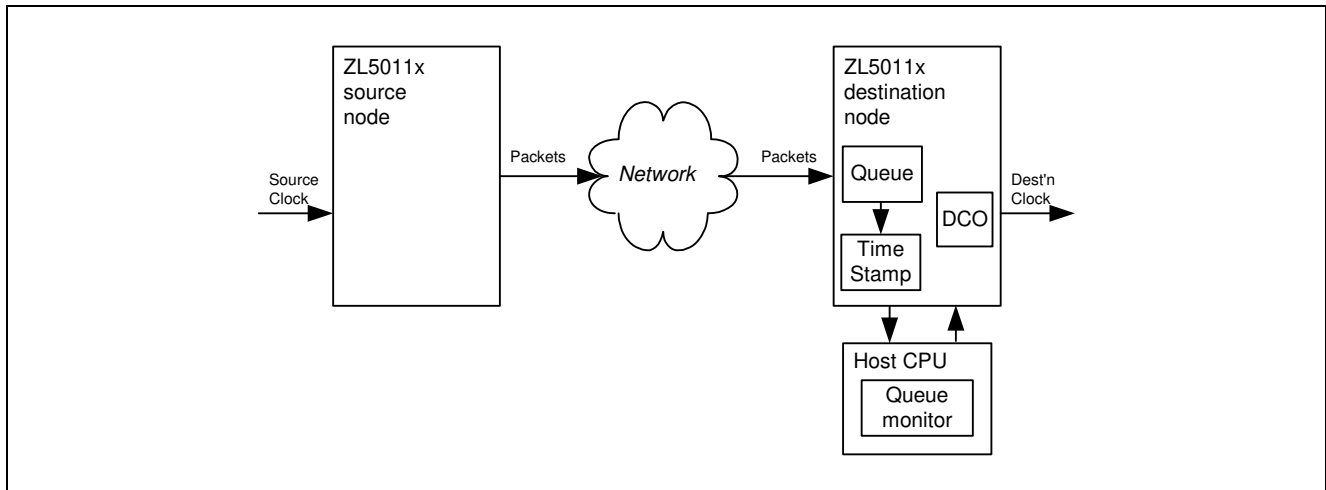 ZL5011x
source
node
Source
Clock
Packets
Network
Packets
ZL5011x
destination
node
Queue
Time
Stamp
DCO
Dest'n
Clock
Host CPU
Queue
monitor